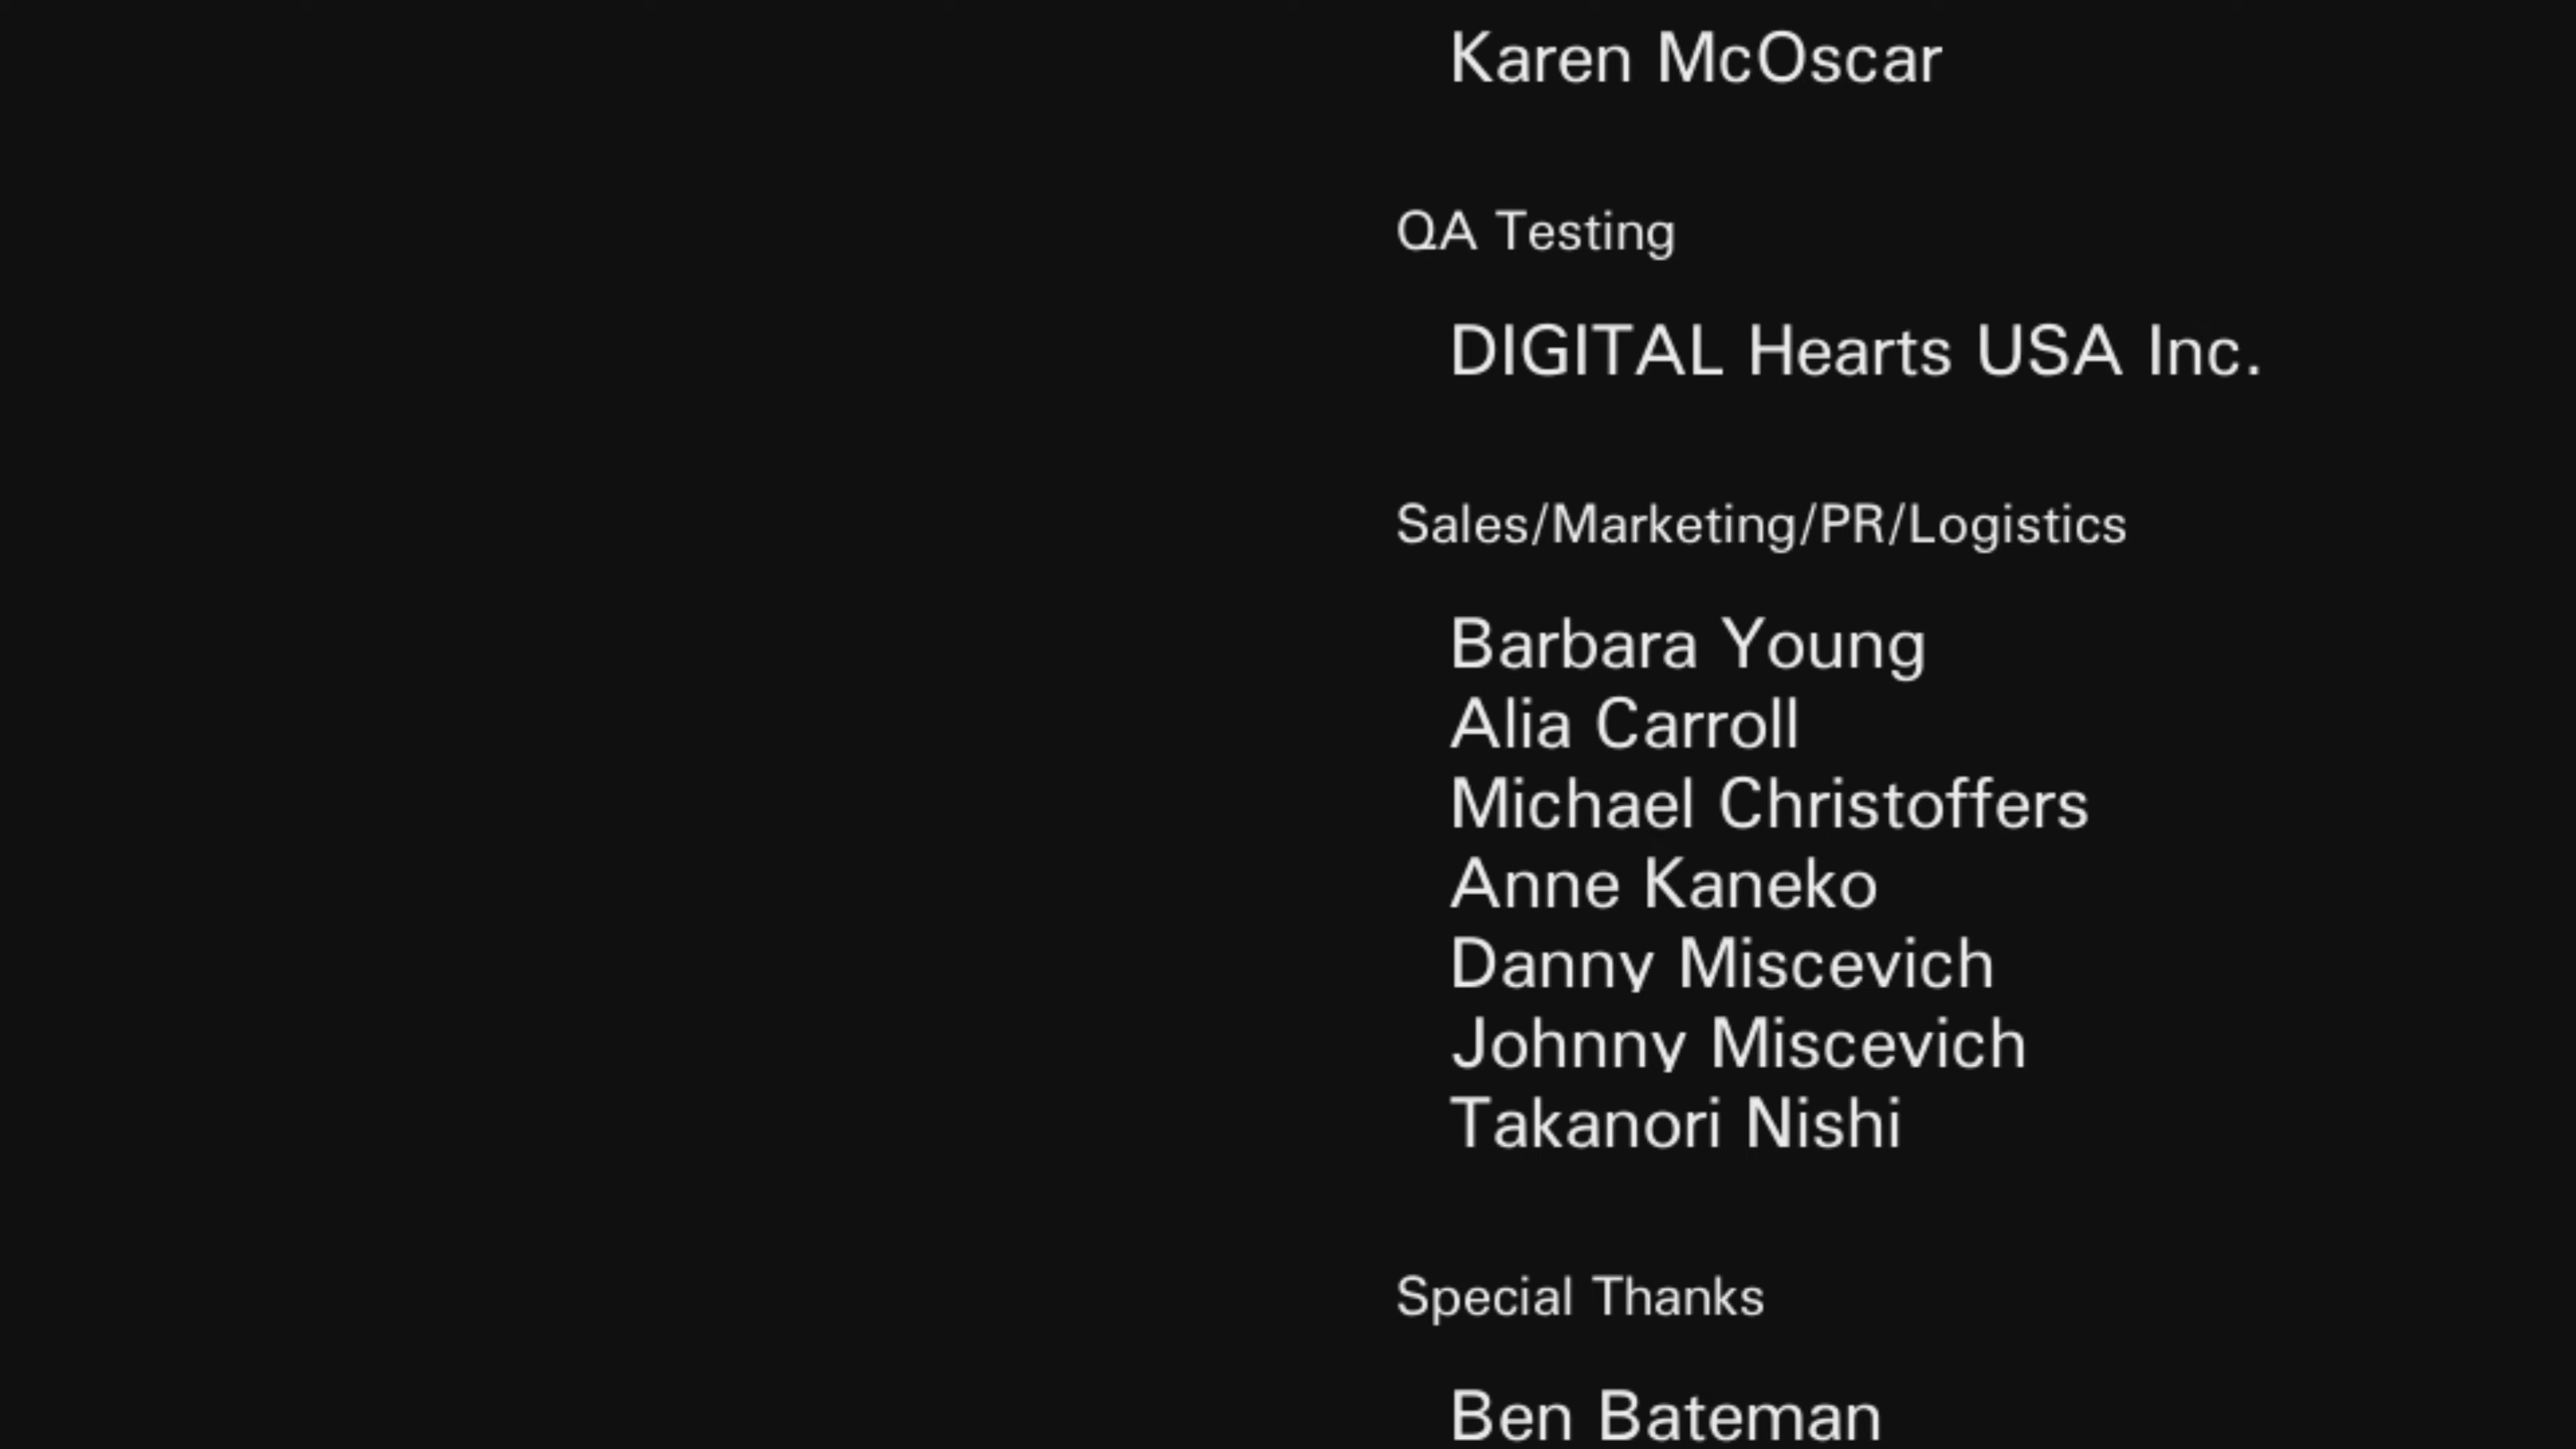 Karen McOscar
QA Testing
DIGITAL Hearts USA Inc.
Sales/Marketing/PR/Logistics
Barbara Young
Alia Carroll
Michael Christoffers
Anne Kaneko
Danny Miscevich
Johnny Miscevich
Takanori Nishi
Special Thanks
Ben Bateman